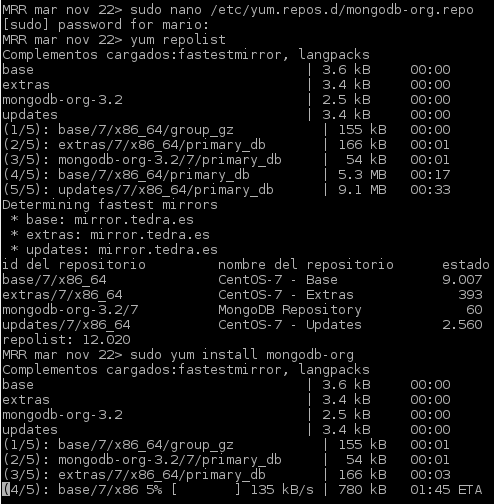 MRR mar nov 22> sudo nano /etc/yum.repos.d/mongodb-org.repo
[sudo] password for mario:
MRR mar nov 22> yum repolist
Complementos cargados:fastestmirror, langpacks
base | 3.6 kB 00:00
extras | 3.4 kB 00:00
mongodb-org-3.2 | 2.5 kB 00:00
updates | 3.4 kB 00:00
(1/5): base/7/x86_64/group_gz | 155 kB 00:00
(2/5): extras/7/x86_64/primary_db | 166 kB 00:01
(3/5): mongodb-org-3.2/7/primary_db | 54 kB 00:01
(4/5): base/7/x86_64/primary_db | 5.3 MB 00:17
(5/5): updates/7/x86_64/primary_db | 9.1 MB 00:33
Determining fastest mirrors
* base: mirror.tedra.es
* extras: mirror.tedra.es
* updates: mirror.tedra.es
id del repositorio nombre del repositorio estado
base/7/x86_64 CentOS-7 - Base 9.007
extras/7/x86_64 CentOS-7 - Extras 393
mongodb-org-3.2/7 MongoDB Repository 60
updates/7/x86_64 CentOS-7 - Updates 2.560
repolist: 12.020
MRR mar nov 22> sudo yum install mongodb-org
Complementos cargados:fastestmirror, langpacks
base | 3.6 kB 00:00
extras | 3.4 kB 00:00
mongodb-org-3.2 | 2.5 kB 00:00
updates | 3.4 kB 00:00
(1/5): base/7/x86_64/group_gz | 155 kB 00:01
(2/5): mongodb-org-3.2/7/primary_db | 54 kB 00:01
(3/5): extras/7/x86_64/primary_db | 166 kB 00:03
(4/5): base/7/x86 5% [ ] 135 kB/s | 780 kB 01:45 ETA